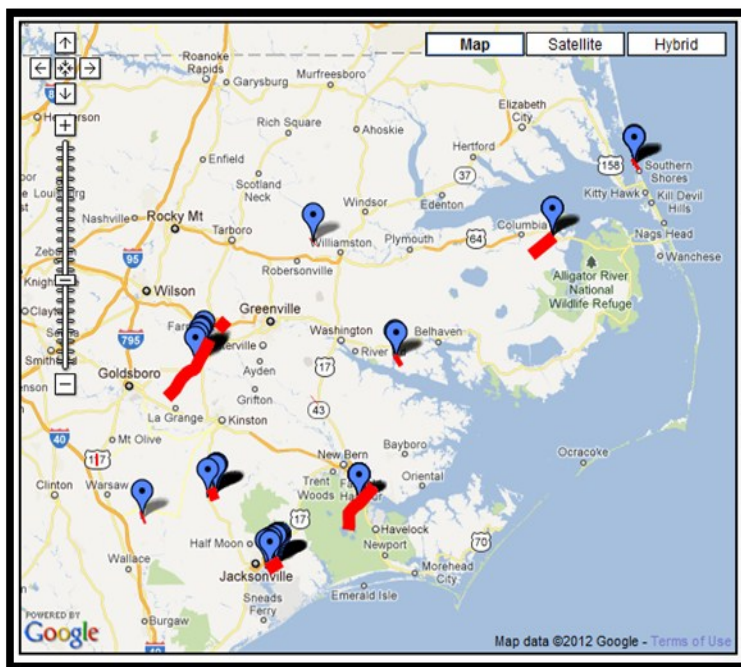 Map
Satellite
Hybrid
Roanoke
Rapids
Garysburg
Murfreesboro
Rich Square
Ahoskie
Elizabeth
City
Hertford
Enfield
Scotland
Neck
37
158
Southern
Shores
Kitty Hawk
Kill Devil
Hills
Nags Head
Wanchese
Nashville
Rocky Mt
Tarboro
Windsor
Edenton
Williamston
Plymouth
64
Columbia
95
Robersonville
Alligator River
National
Wildlife Refuge
Wilson
Greenville
Washington
Belhaven
795
Goldsboro
Ayden
Grifton
17
La Grange
Kinston
43
40
Mt Olive
New Bern
Bayboro
Ocracoke
Clinton
Warsaw
Trent
Woods
Oriental
17
Havelock
Wallace
Half Moon
Newport
70
Jacksonville
Morehead
City
Emerald Isle
Sneads
Ferry
Burgaw
40
POWERED BY
Google
Map data ©2012 Google - Terms of Use